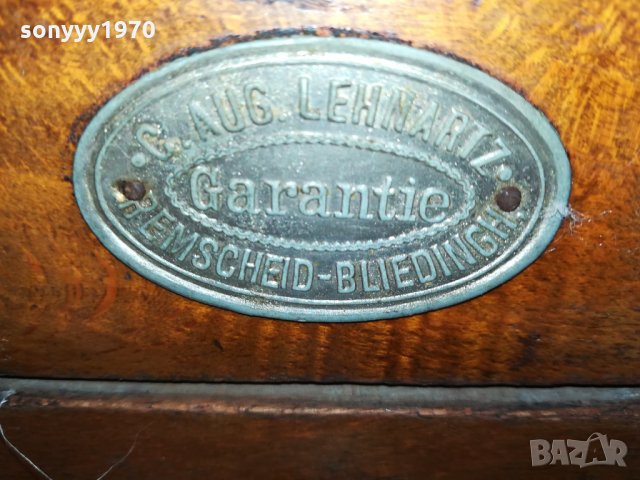 sonyyy1970
C. AUG. LEHNARTZ
Garantie
REMSCHEID-BLIEDINGH.
BAZAR